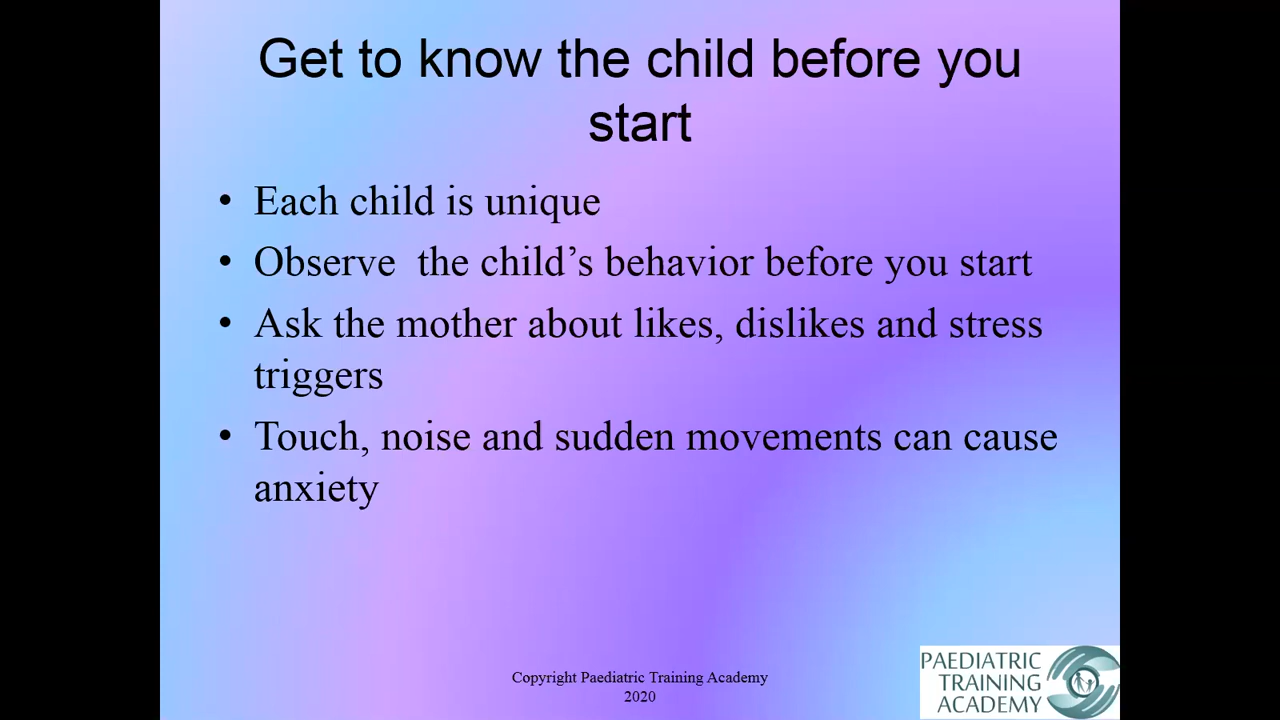 Get to know the child before you
start
• Each child is unique
• Observe  the child’s behavior before you start
• Ask the mother about likes, dislikes and stress
triggers
• Touch, noise and sudden movements can cause
anxiety
Copyright Paediatric Training Academy
2020
PAEDIATRIC
TRAINING
ACADEMY